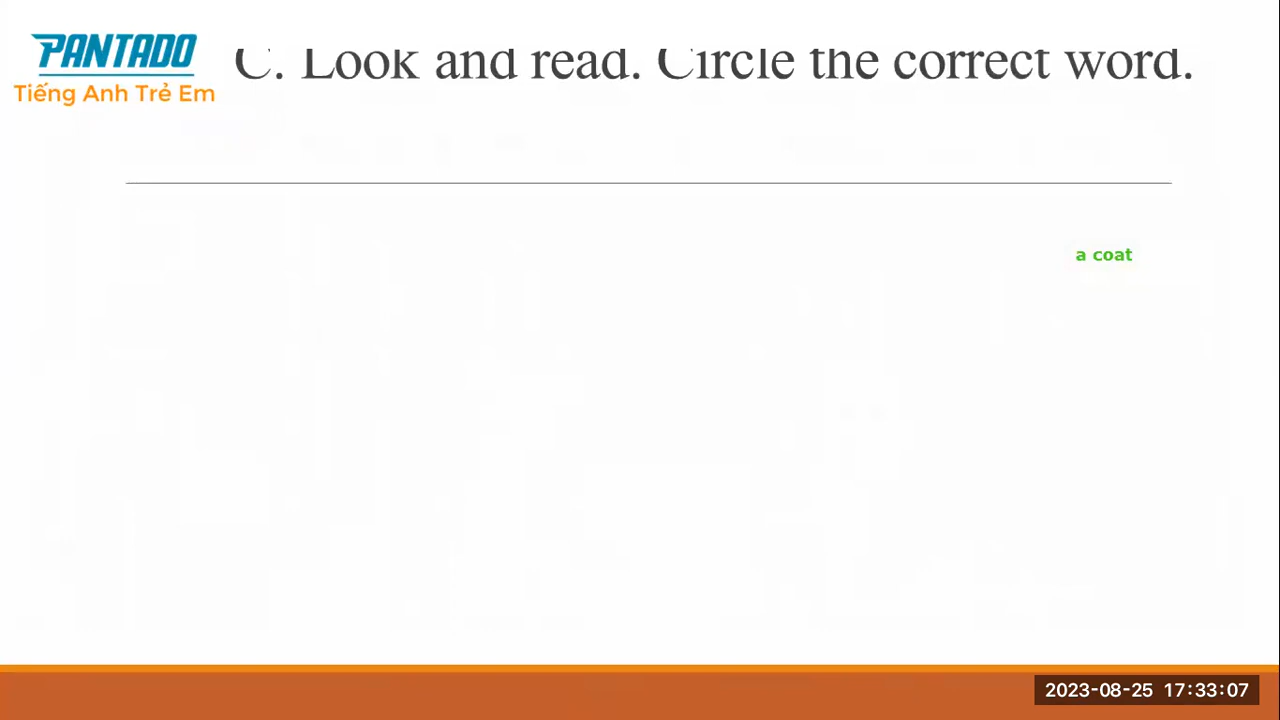 PANTADO
Tiếng Anh Trẻ Em
C. Look and read. Circle the correct word.
a coat
2023-08-25 17:33:07